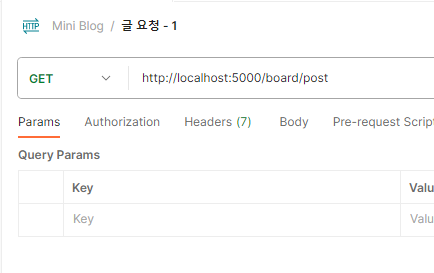 HTTP Mini Blog / 글 요청 - 1
GET http://localhost:5000/board/post
Params Authorization Headers (7) Body Pre-request Script
Query Params
Key Valu
Key Valu